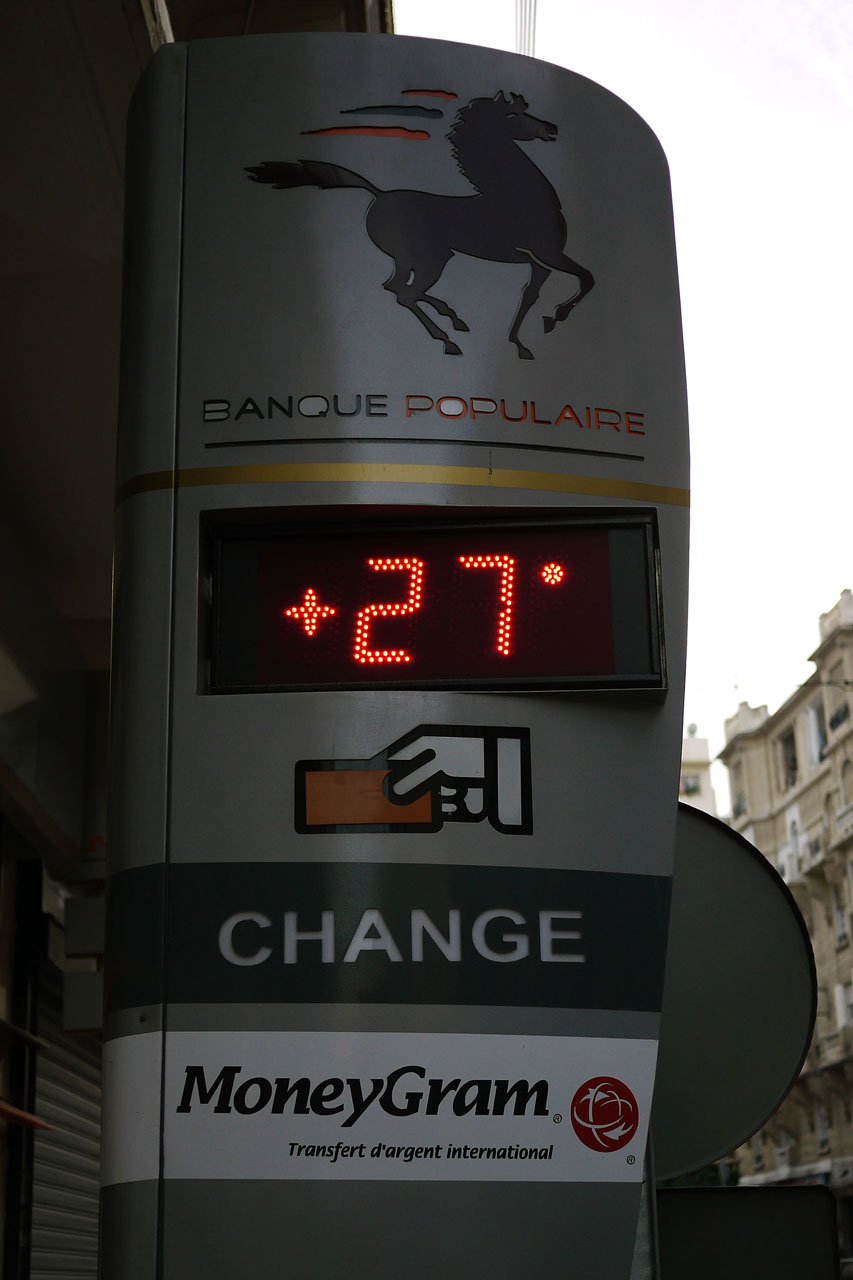 BANQUE POPULAIRE
+27°
CHANGE
MoneyGram®
®
Transfert d'argent international